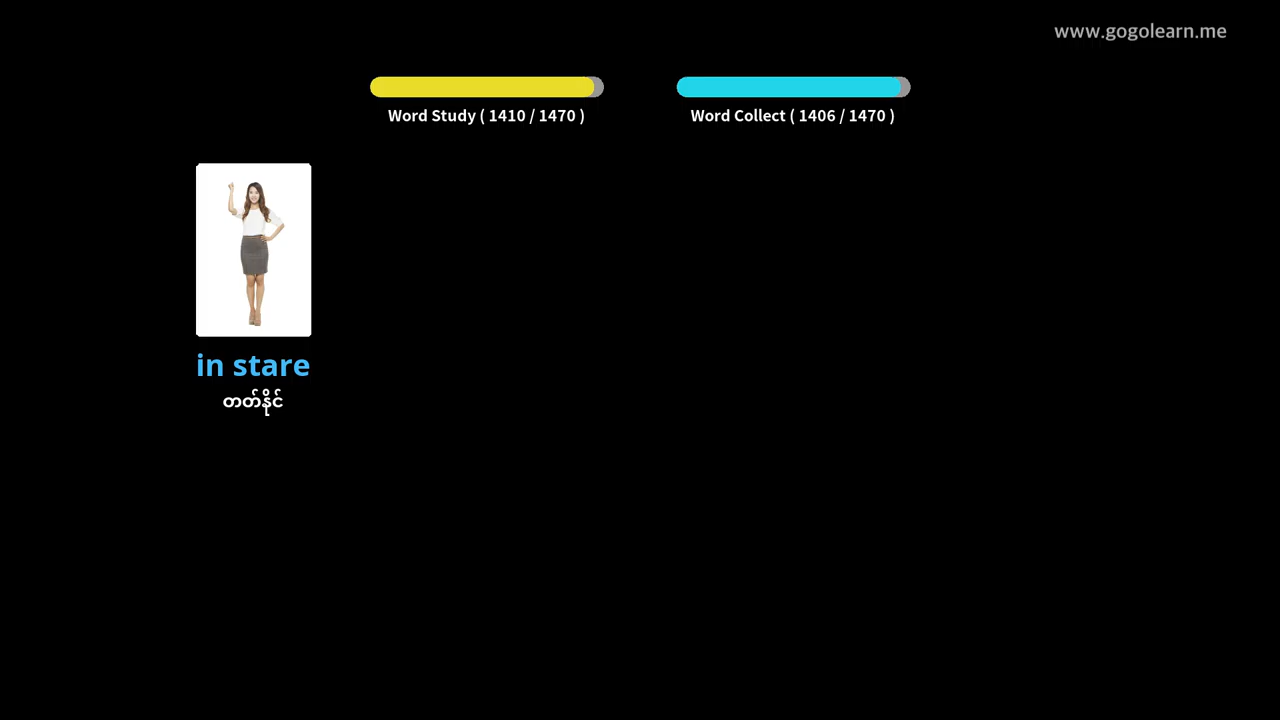 www.gogolearn.me
Word Study ( 1410 / 1470 )
Word Collect ( 1406 / 1470 )
in stare
တတ်နိုင်